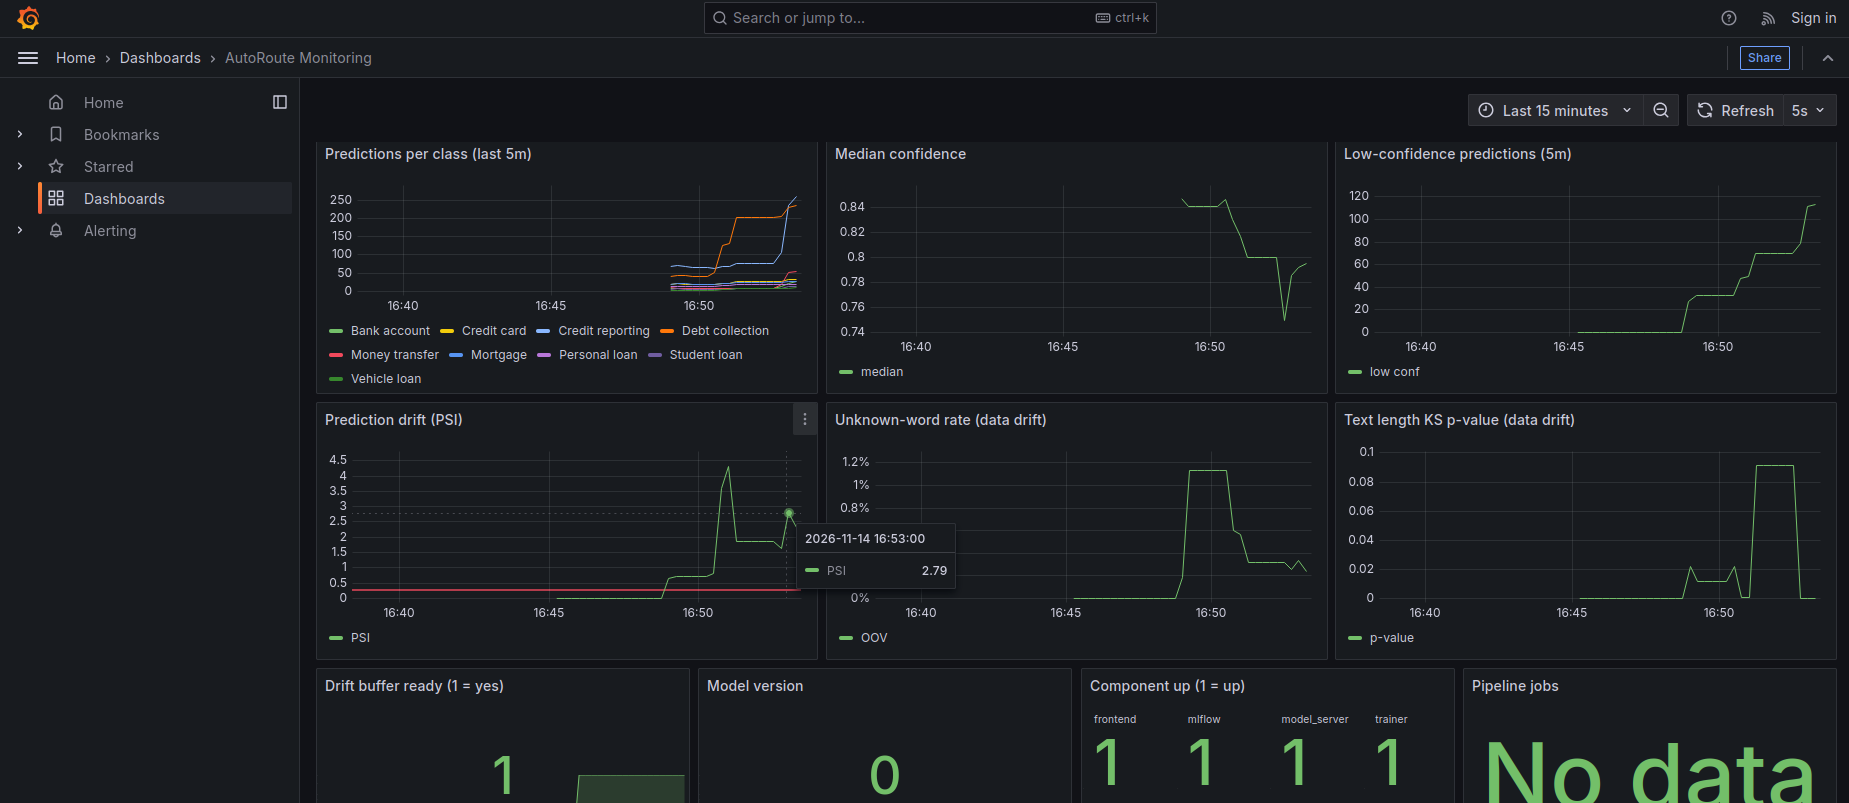 Search or jump to...
ctrl+k
Sign in
Home › Dashboards › AutoRoute Monitoring
Share
Home
Bookmarks
Starred
Dashboards
Alerting
Last 15 minutes
Refresh
5s
Predictions per class (last 5m)
250
200
150
100
50
0
16:40 16:45 16:50
Bank account Credit card Credit reporting Debt collection
Money transfer Mortgage Personal loan Student loan
Vehicle loan
Median confidence
0.84
0.82
0.8
0.78
0.76
0.74
16:40 16:45 16:50
median
Low-confidence predictions (5m)
120
100
80
60
40
20
0
16:40 16:45 16:50
low conf
Prediction drift (PSI)
4.5
4
3.5
3
2.5
2
1.5
1
0.5
0
16:40 16:45 16:50
PSI
2026-11-14 16:53:00
PSI 2.79
Unknown-word rate (data drift)
1.2%
1%
0.8%
0%
16:40 16:45 16:50
OOV
Text length KS p-value (data drift)
0.1
0.08
0.06
0.04
0.02
0
16:40 16:45 16:50
p-value
Drift buffer ready (1 = yes)
1
Model version
0
Component up (1 = up)
frontend mlflow model_server trainer
1 1 1 1
Pipeline jobs
No data